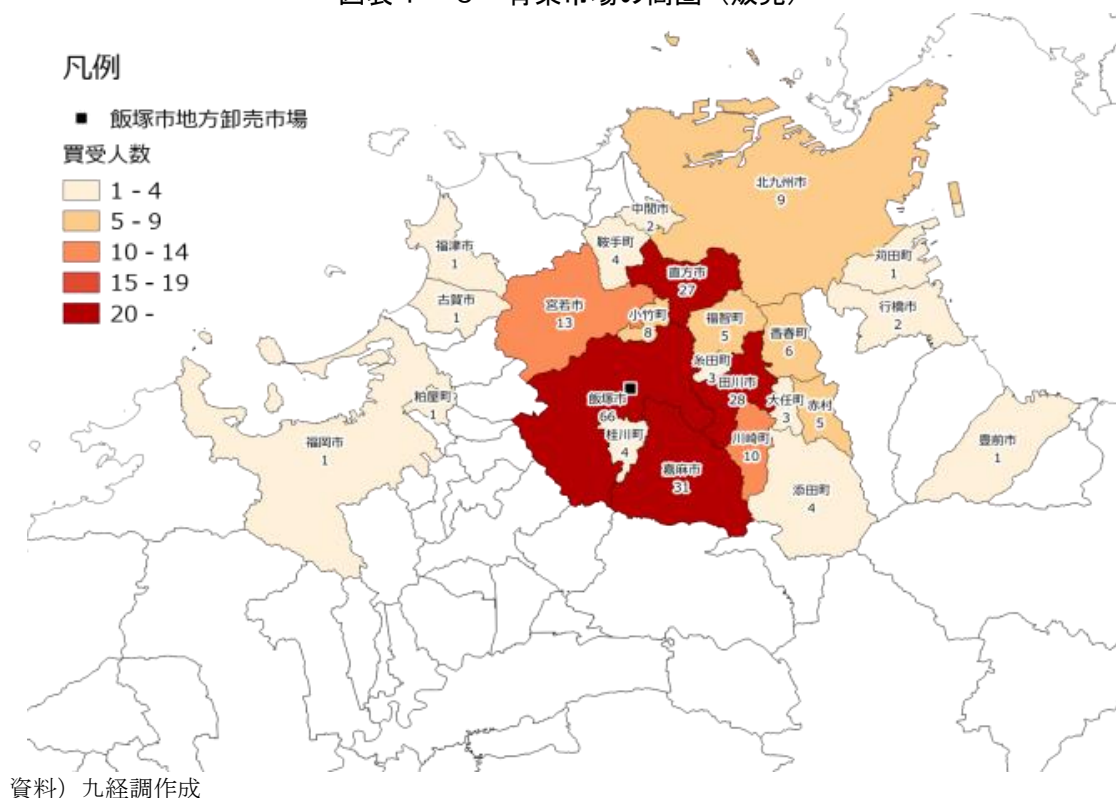 凡例
飯塚市地方卸売市場
買受人数
1 - 4
5 - 9
10 - 14
15 - 19
20 -
北九州市
9
中間市
2
鞍手町
4
福津市
1
苅田町
1
直方市
27
古賀市
1
宮若市
13
行橋市
2
小竹町
8
福智町
5
香春町
6
糸田町
3
田川市
28
粕屋町
1
飯塚市
66
大任町
3
赤村
5
福岡市
1
桂川町
4
川崎町
10
豊前市
1
嘉麻市
31
添田町
4
資料）九経調作成